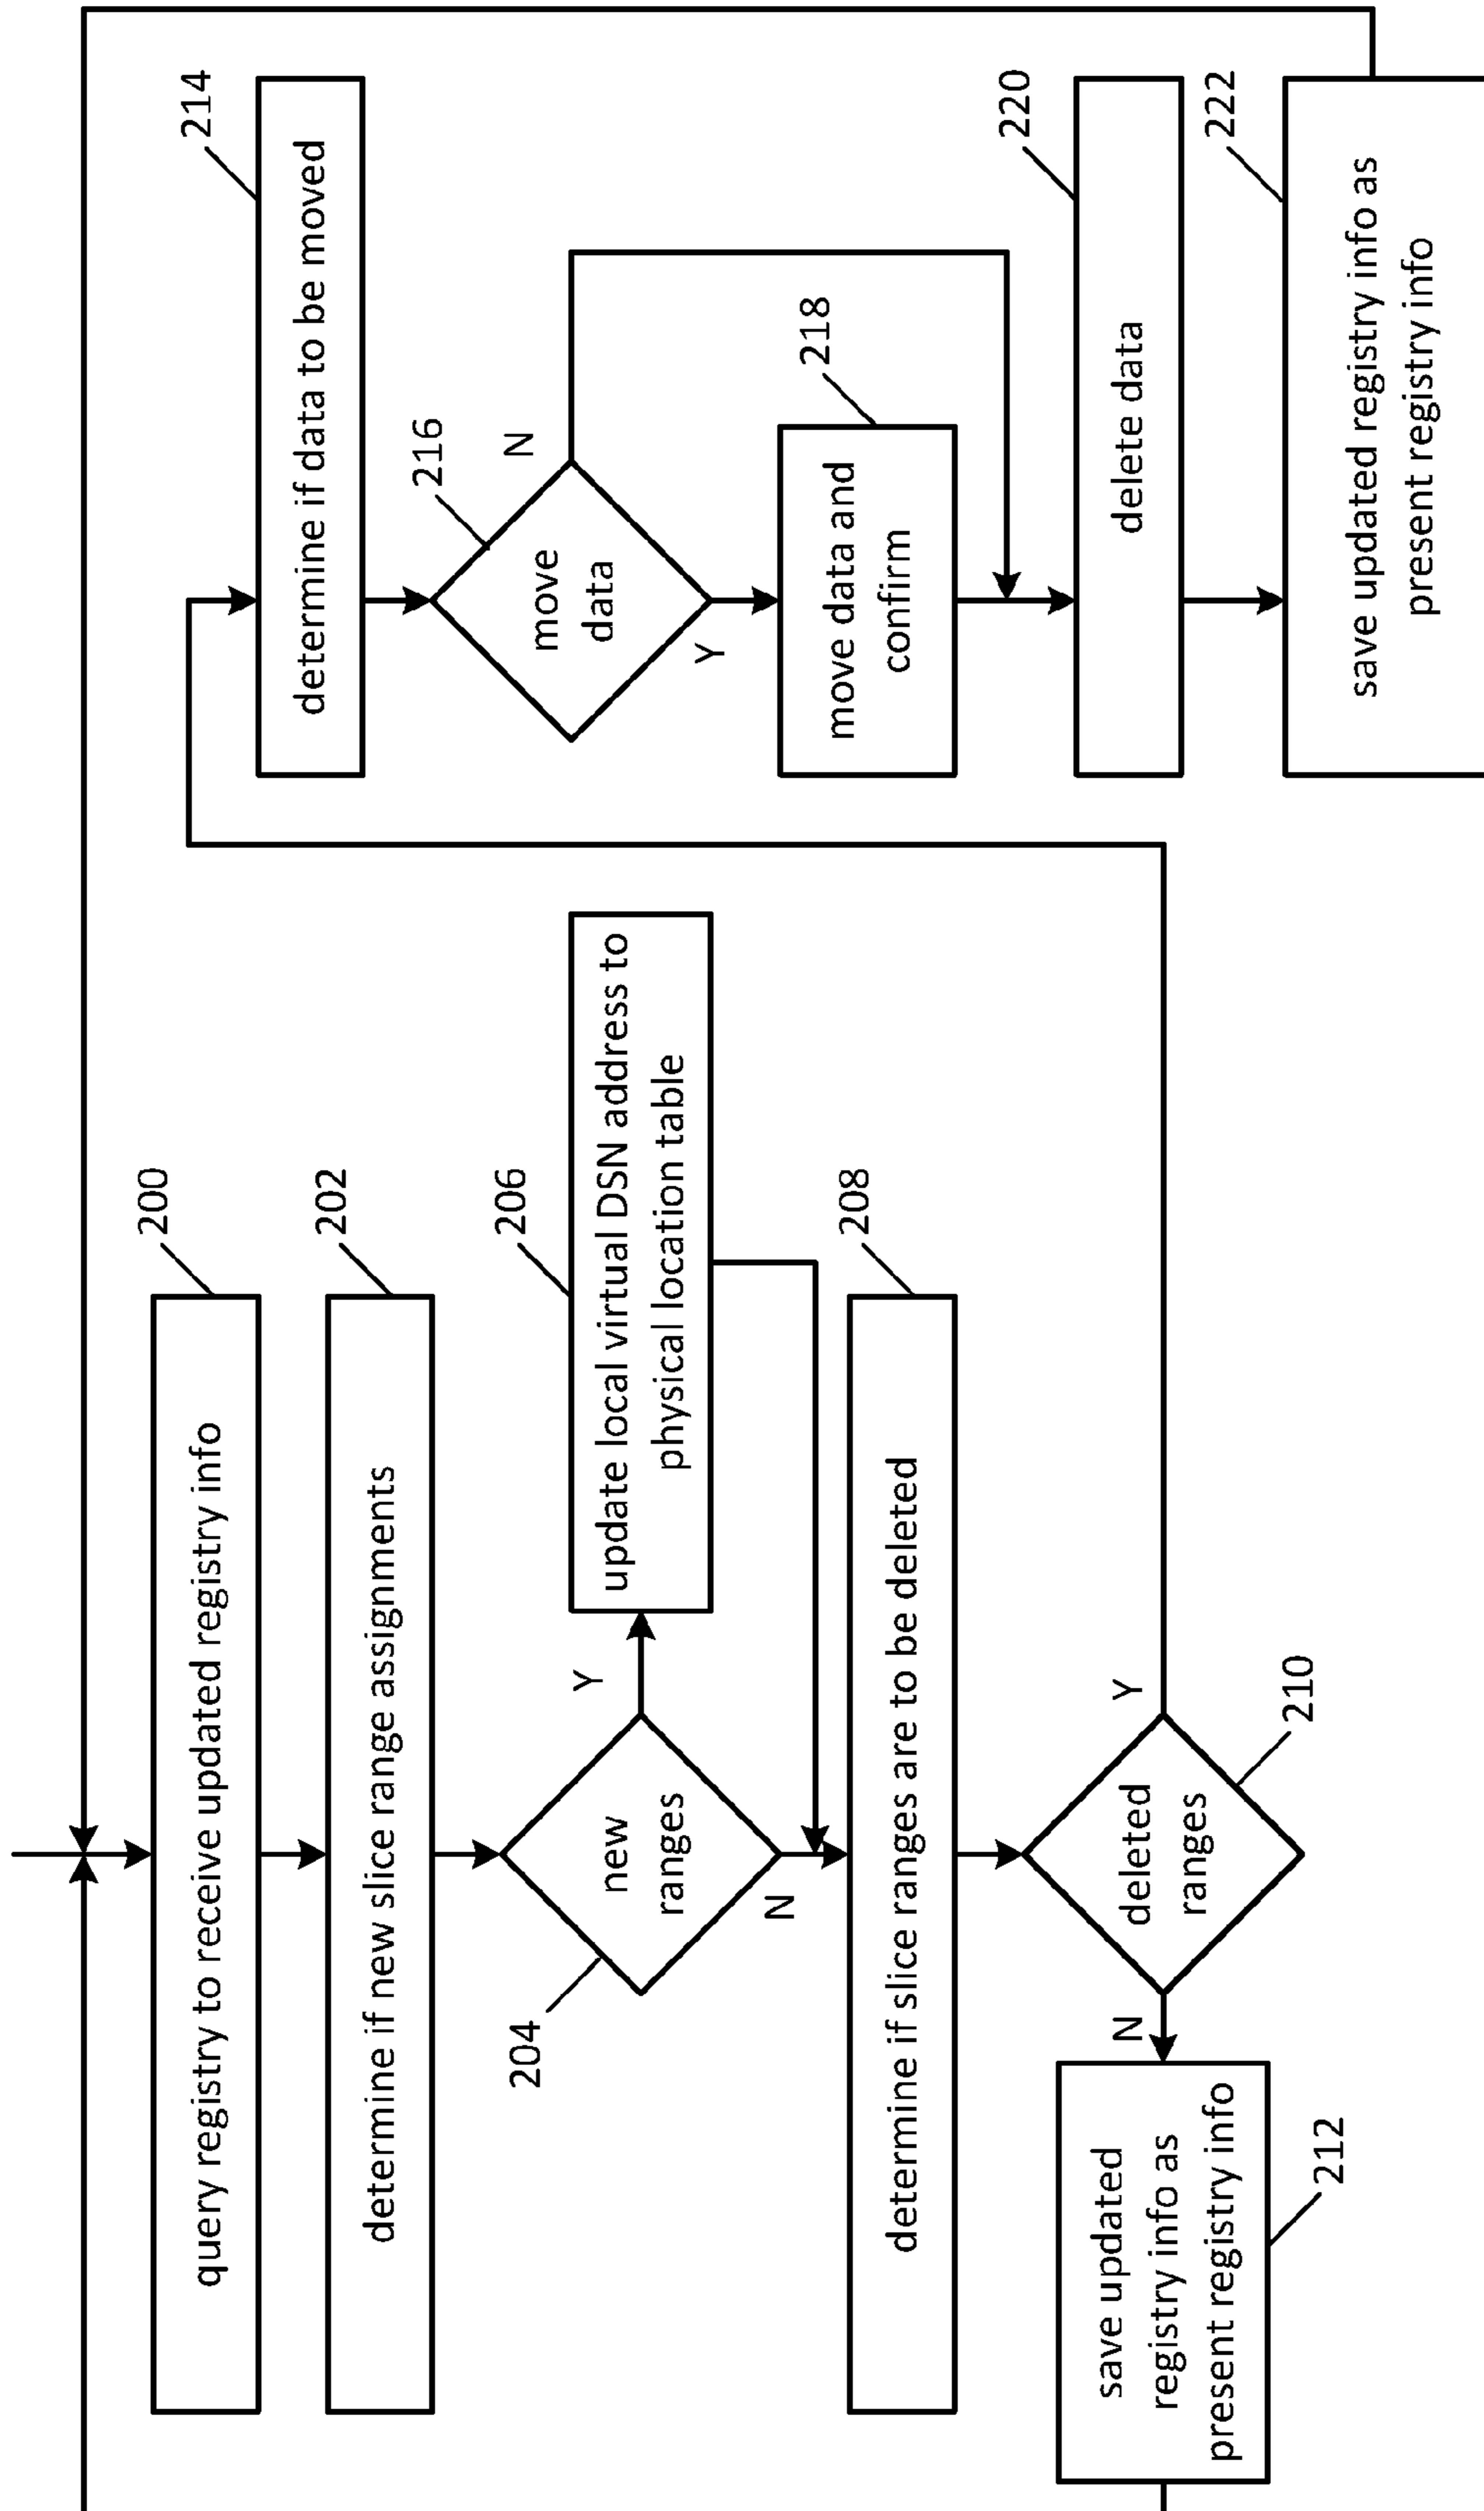 200
query registry to receive updated registry info
202
determine if new slice range assignments
204
new
ranges
Y
N
206
update local virtual DSN address to
physical location table
208
determine if slice ranges are to be deleted
210
deleted
ranges
N
Y
212
save updated
registry info as
present registry info
214
determine if data to be moved
216
move
data
N
Y
218
move data and
confirm
220
delete data
222
save updated registry info as
present registry info